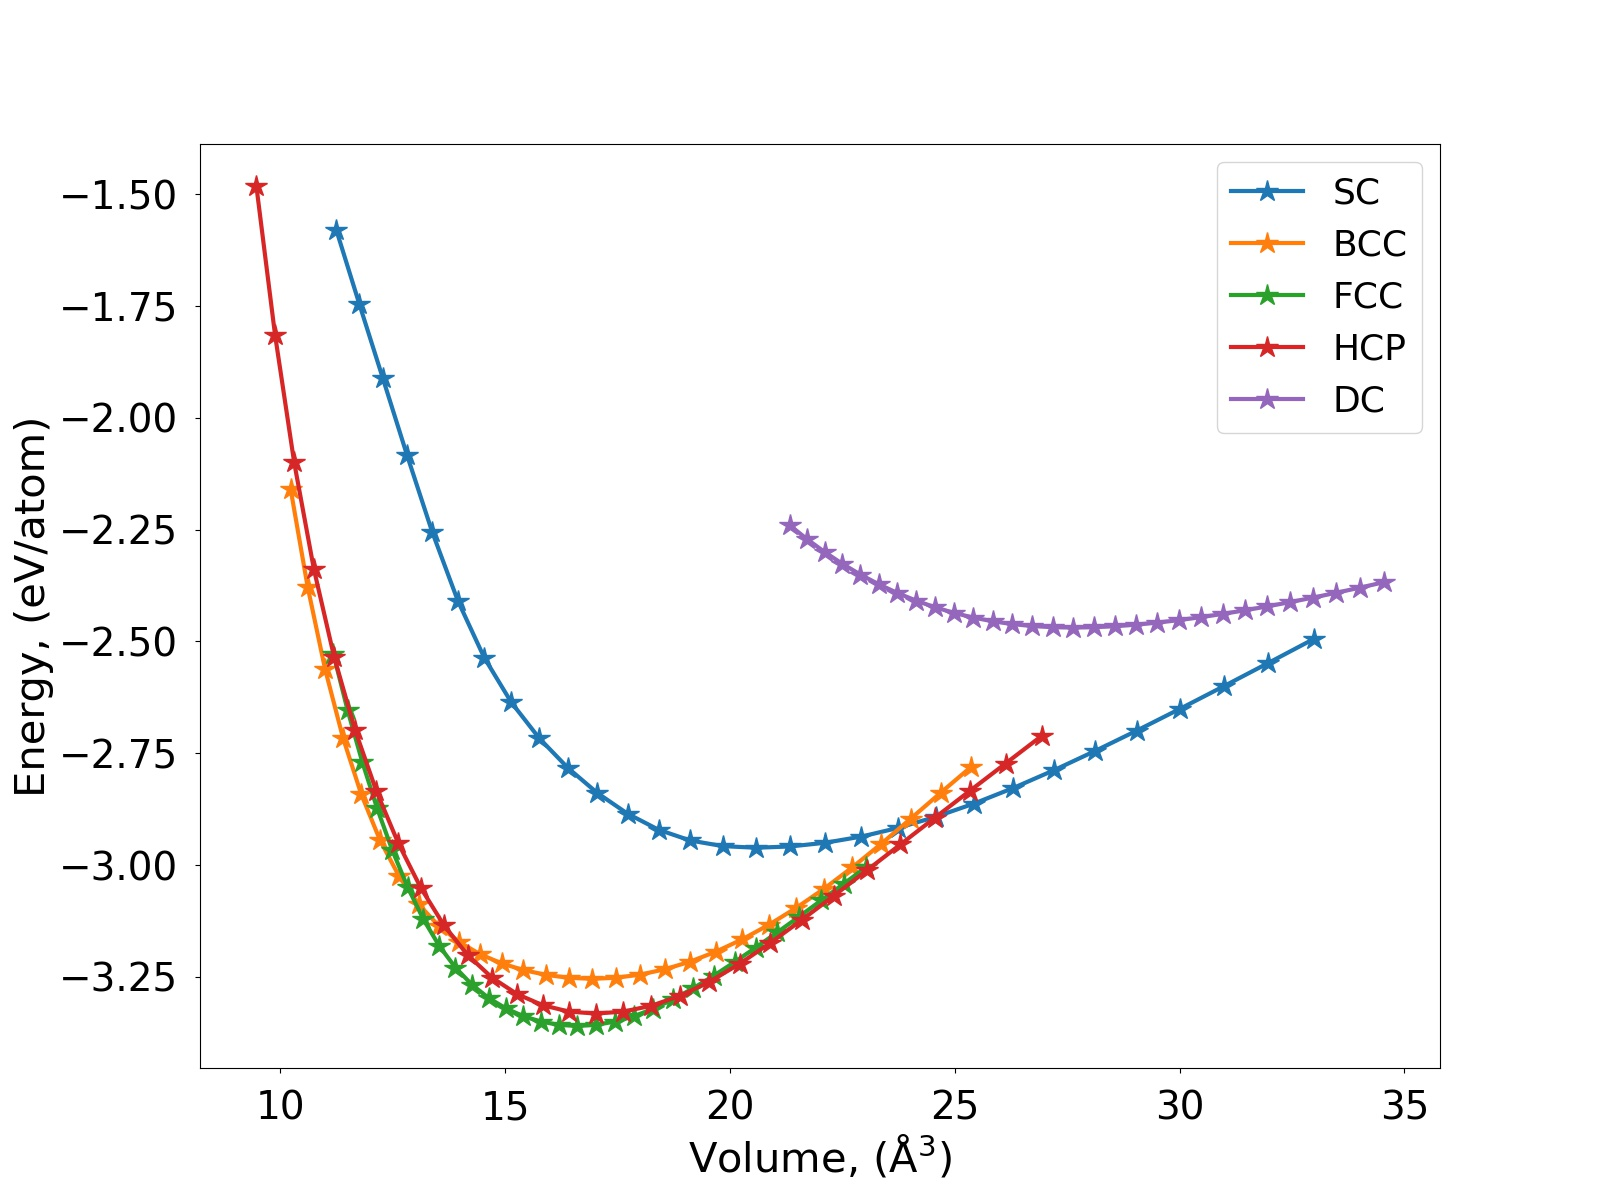 −1.50
−1.75
−2.00
−2.25
−2.50
−2.75
−3.00
−3.25
Energy, (eV/atom)
10 15 20 25 30 35
Volume, (Å³)
SC
BCC
FCC
HCP
DC